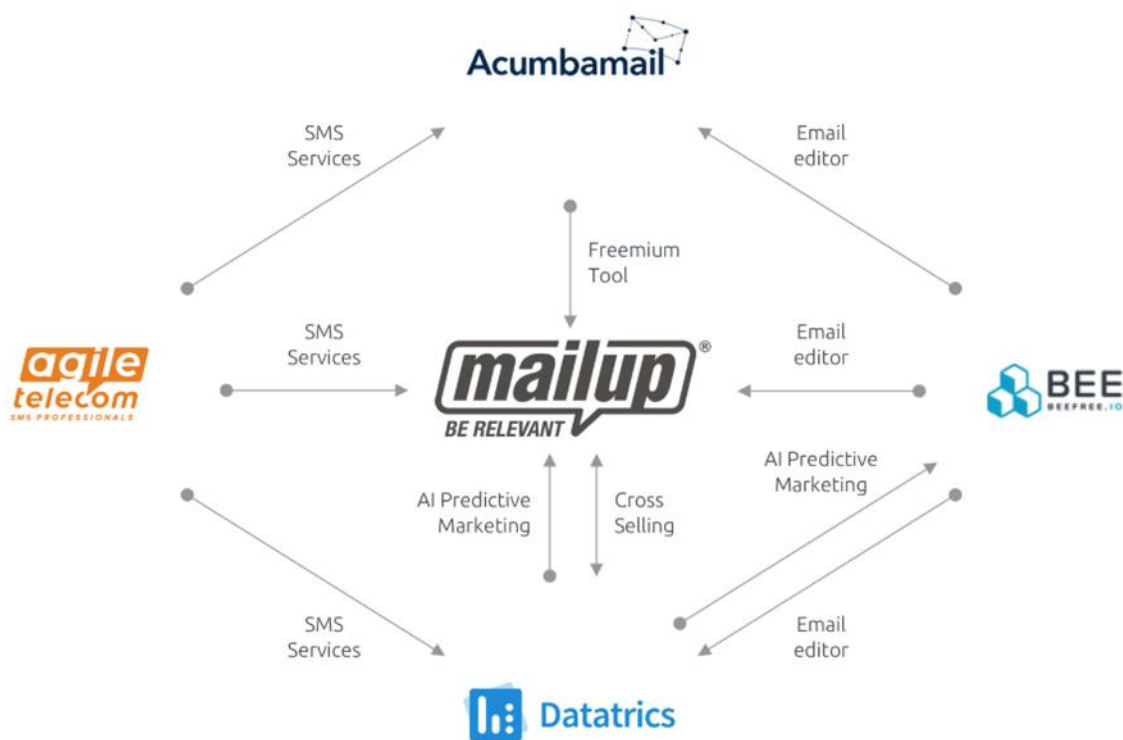 Acumbamail
SMS
Services
Email
editor
Freemium
Tool
SMS
Services
Email
editor
agile
telecom
SMS PROFESSIONALS
mailup®
BE RELEVANT
BEE
BEEFREE.IO
AI Predictive
Marketing
Cross
Selling
AI Predictive
Marketing
SMS
Services
Email
editor
Datatrics